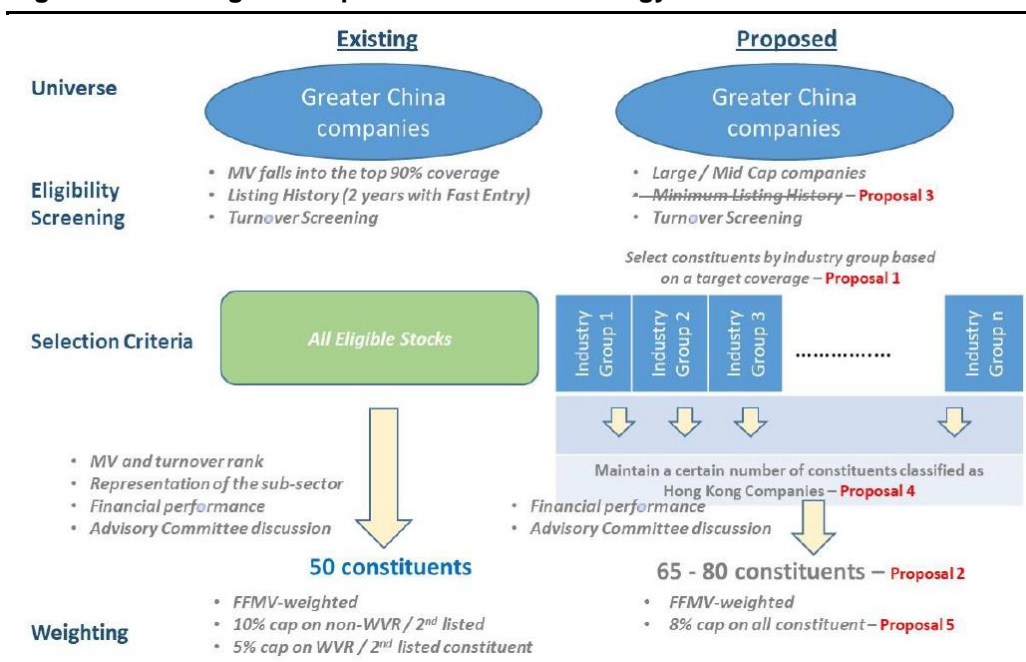 Existing
Proposed
Universe
Greater China
companies
Greater China
companies
Eligibility
Screening
• MV falls into the top 90% coverage
• Listing History (2 years with Fast Entry)
• Turnover Screening
• Large / Mid Cap companies
• Minimum Listing History – Proposal 3
• Turnover Screening
Select constituents by industry group based
on a target coverage – Proposal 1
Selection Criteria
All Eligible Stocks
Industry
Group 1
Industry
Group 2
Industry
Group 3
................
Industry
Group n
• MV and turnover rank
• Representation of the sub-sector
• Financial performance
• Advisory Committee discussion
Maintain a certain number of constituents classified as
Hong Kong Companies – Proposal 4
• Financial performance
• Advisory Committee discussion
50 constituents
65 - 80 constituents – Proposal 2
Weighting
• FFMV-weighted
• 10% cap on non-WVR / 2nd listed
• 5% cap on WVR / 2nd listed constituent
• FFMV-weighted
• 8% cap on all constituent – Proposal 5